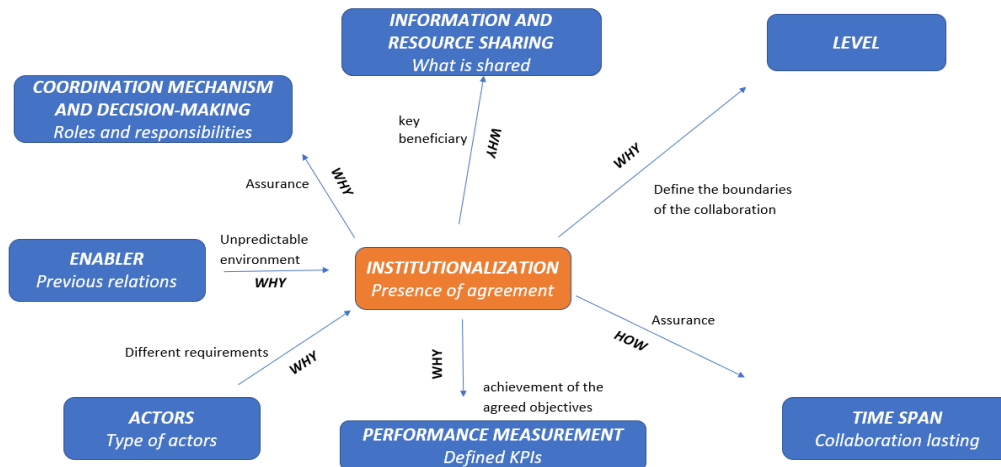 INFORMATION AND
RESOURCE SHARING
What is shared
LEVEL
COORDINATION MECHANISM
AND DECISION-MAKING
Roles and responsibilities
key
beneficiary
WHY
WHY
Assurance
WHY
Define the boundaries
of the collaboration
ENABLER
Previous relations
Unpredictable
environment
WHY
INSTITUTIONALIZATION
Presence of agreement
Different requirements
WHY
WHY
Assurance
HOW
achievement of the
agreed objectives
ACTORS
Type of actors
PERFORMANCE MEASUREMENT
Defined KPIs
TIME SPAN
Collaboration lasting